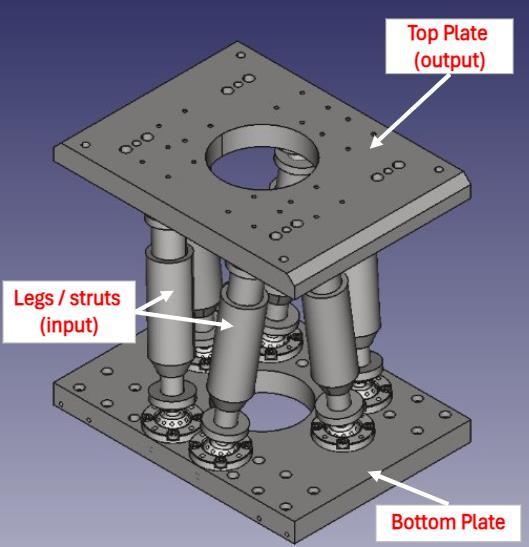 Top Plate
(output)
Legs / struts
(input)
Bottom Plate